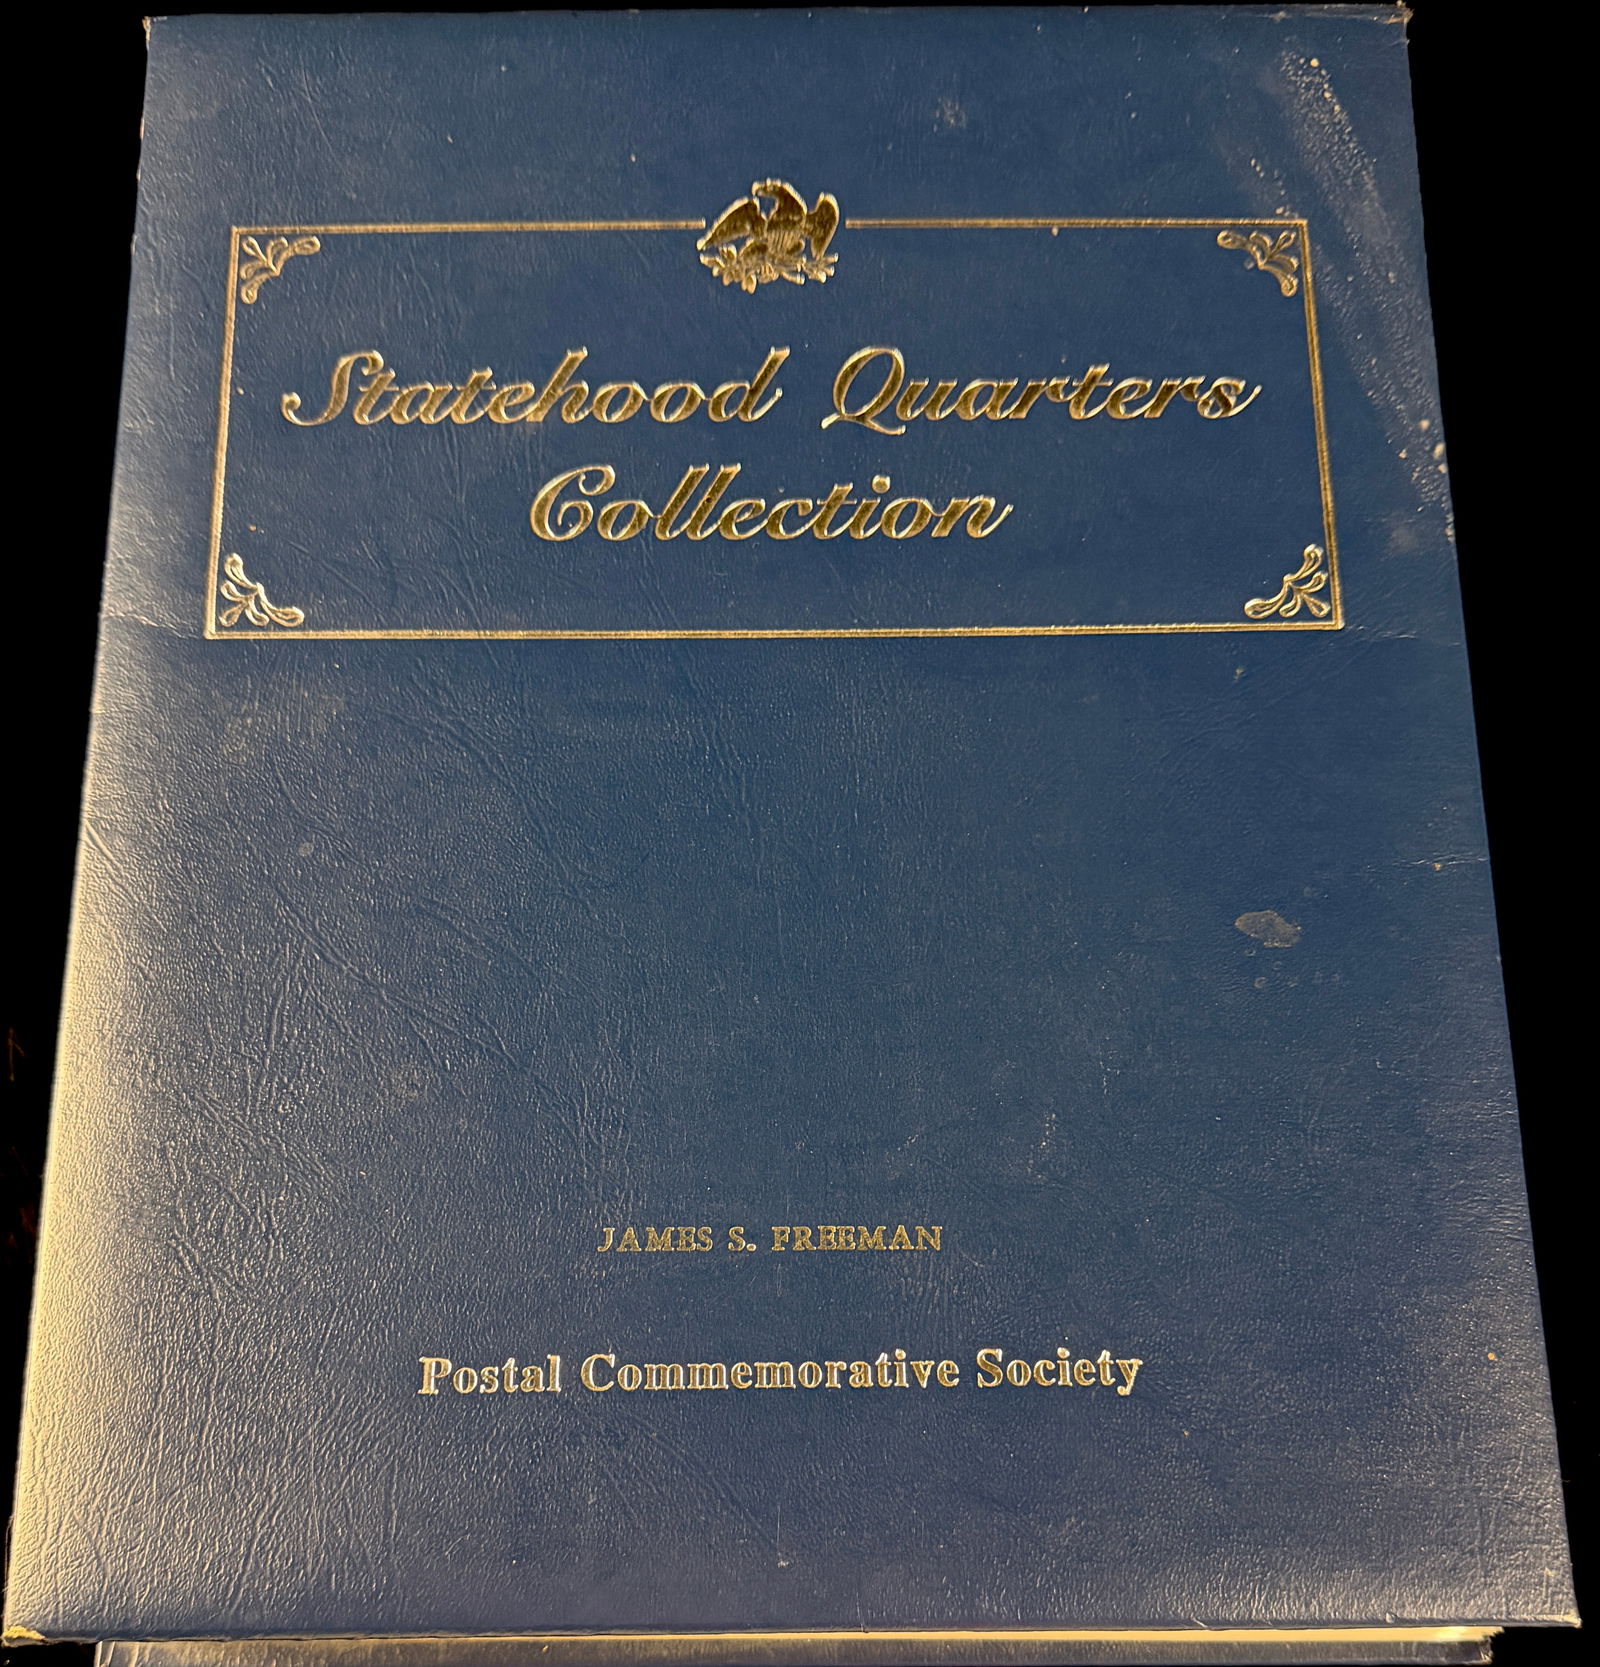 Statehood Quarters
Collection
JAMES S. FREEMAN
Postal Commemorative Society